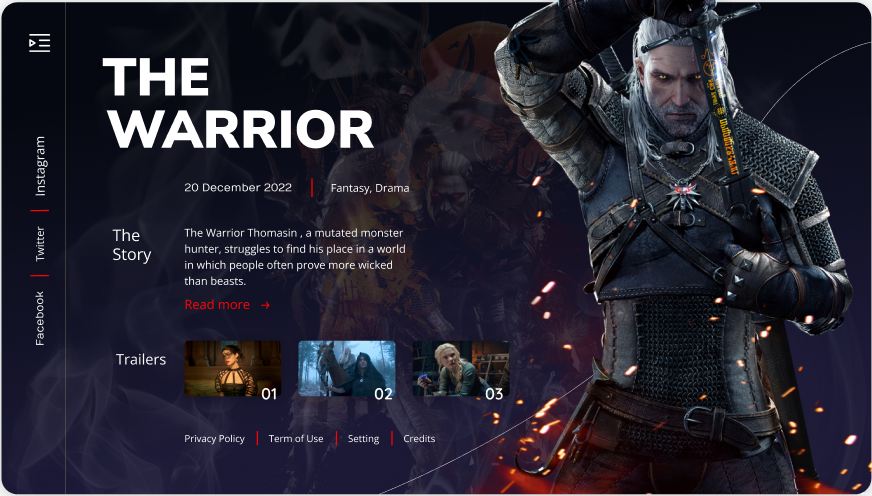 THE
WARRIOR
20 December 2022
Fantasy, Drama
Instagram
Twitter
Facebook
The
Story
The Warrior Thomasin , a mutated monster
hunter, struggles to find his place in a world
in which people often prove more wicked
than beasts.
Read more
Trailers
01
02
03
Privacy Policy
Term of Use
Setting
Credits